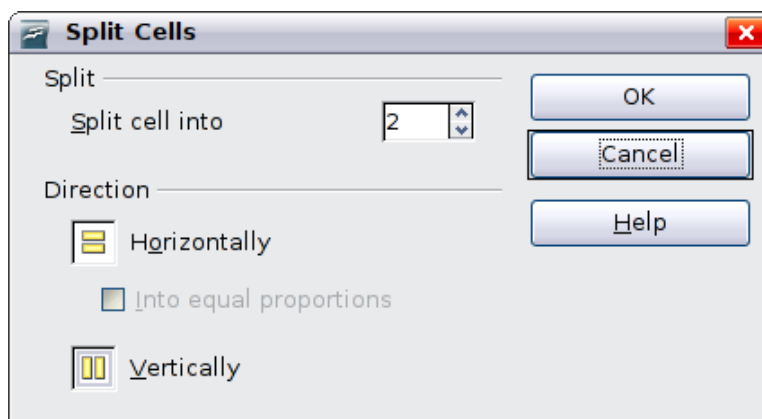 Split Cells
Split
Split cell into
2
OK
Cancel
Direction
Help
Horizontally
Into equal proportions
Vertically